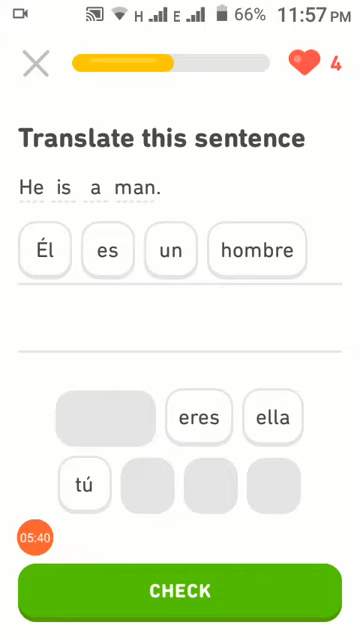 H E 66% 11:57 PM
4
Translate this sentence
He is a man.
Él es un hombre
eres ella
tú
05:40
CHECK